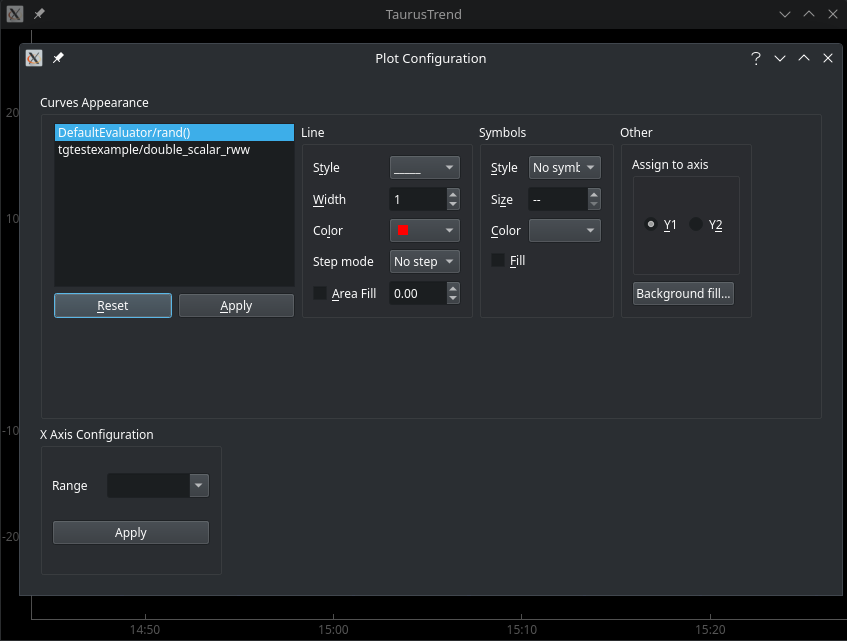 TaurusTrend
Plot Configuration
?
Curves Appearance
DefaultEvaluator/rand()
tgtestexample/double_scalar_rww
Reset
Apply
Line
Style
_____
Width
1
Color
Step mode
No step
Area Fill
0.00
Symbols
Style
No symb
Size
--
Color
Fill
Other
Assign to axis
Y1
Y2
Background fill...
X Axis Configuration
Range
Apply
20
10
-10
-20
14:50
15:00
15:10
15:20